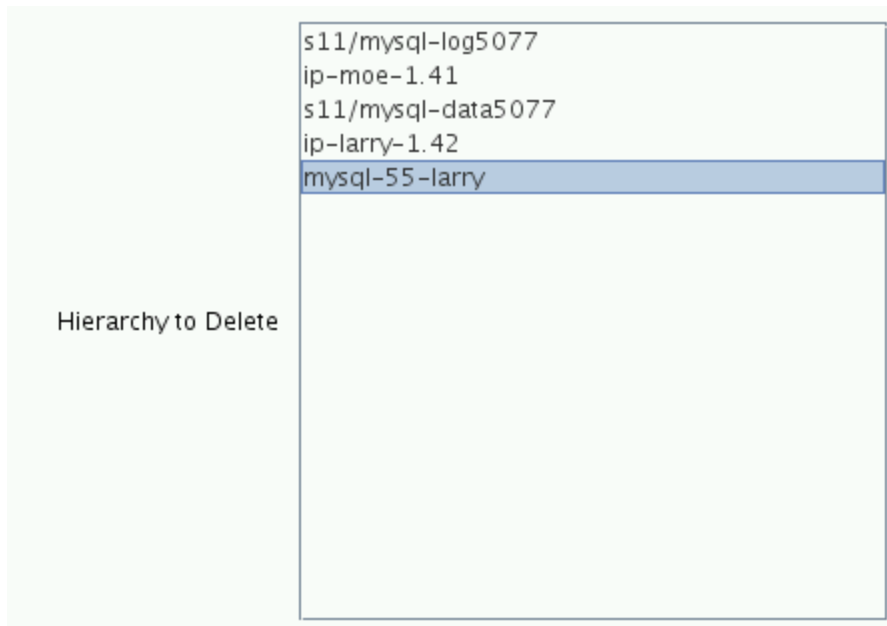 s11/mysql-log5077
ip-moe-1.41
s11/mysql-data5077
ip-larry-1.42
mysql-55-larry
Hierarchy to Delete